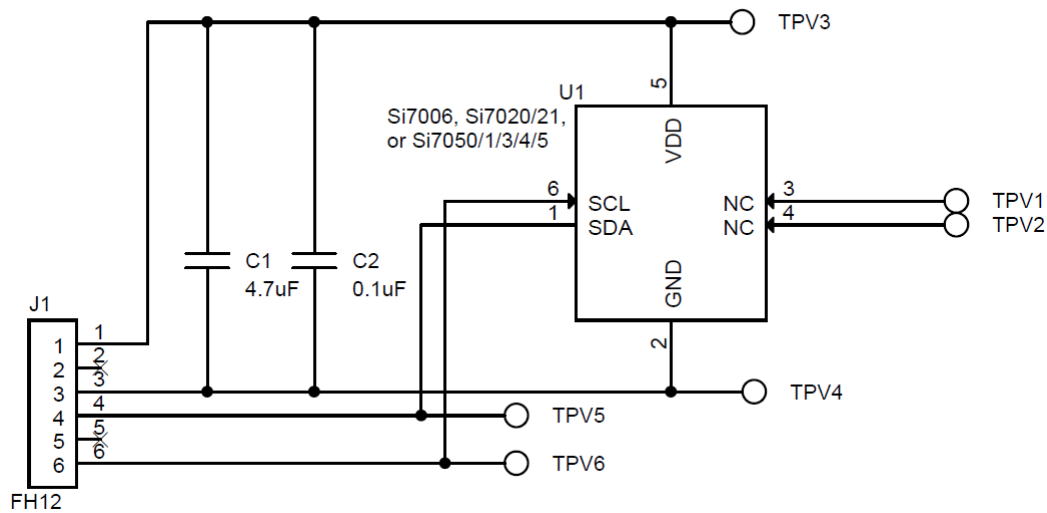 TPV3
U1
5
Si7006, Si7020/21,
or Si7050/1/3/4/5
VDD
6
SCL
NC
3
TPV1
1
SDA
NC
4
TPV2
C1
4.7uF
C2
0.1uF
GND
2
J1
1
1
2
2
3
3
TPV4
4
4
TPV5
5
5
6
6
TPV6
FH12